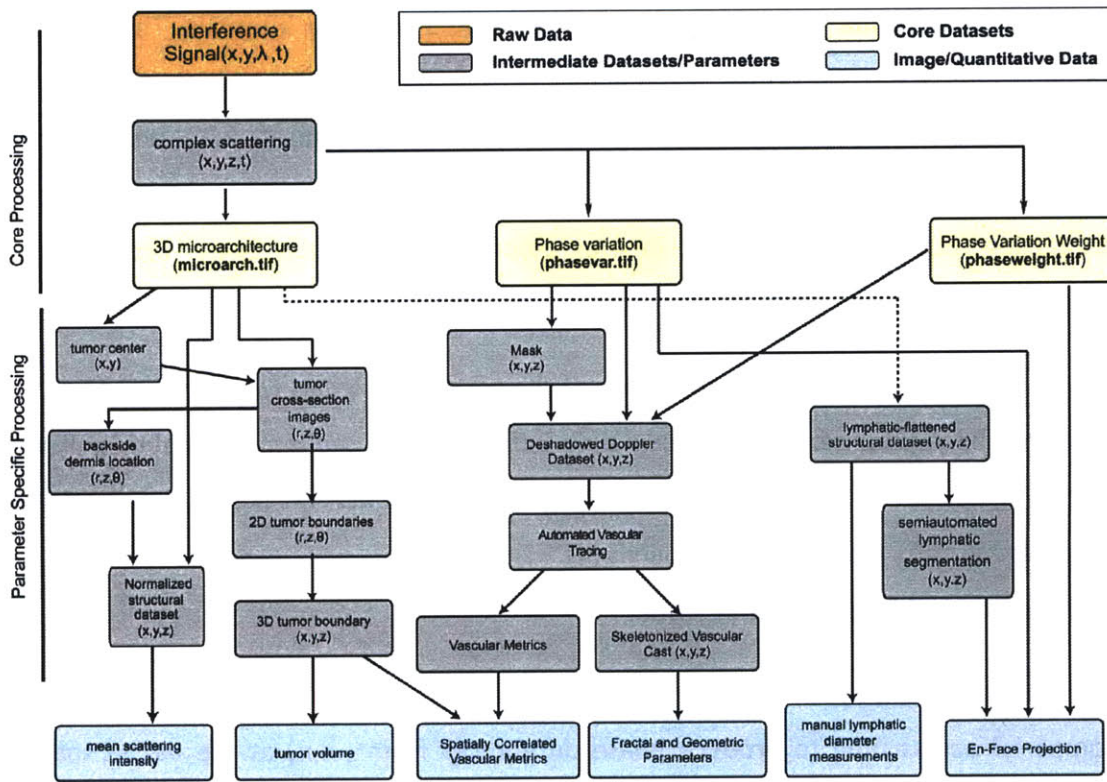 Interference
Signal(x,y,λ,t)
Raw Data
Core Datasets
Intermediate Datasets/Parameters
Image/Quantitative Data
Core Processing
complex scattering
(x,y,z,t)
3D microarchitecture
(microarch.tif)
Phase variation
(phasevar.tif)
Phase Variation Weight
(phaseweight.tif)
Parameter Specific Processing
tumor center
(x,y)
tumor
cross-section
images
(r,z,θ)
Mask
(x,y,z)
backside
dermis location
(r,z,θ)
Deshadowed Doppler
Dataset (x,y,z)
lymphatic-flattened
structural dataset (x,y,z)
2D tumor boundaries
(r,z,θ)
Automated Vascular
Tracing
semiautomated
lymphatic
segmentation
(x,y.z)
Normalized
structural
dataset
(x,y,z)
3D tumor boundary
(x,y,z)
Vascular Metrics
Skeletonized Vascular
Cast (x,y,z)
mean scattering
intensity
tumor volume
Spatially Correlated
Vascular Metrics
Fractal and Geometric
Parameters
manual lymphatic
diameter
measurements
En-Face Projection